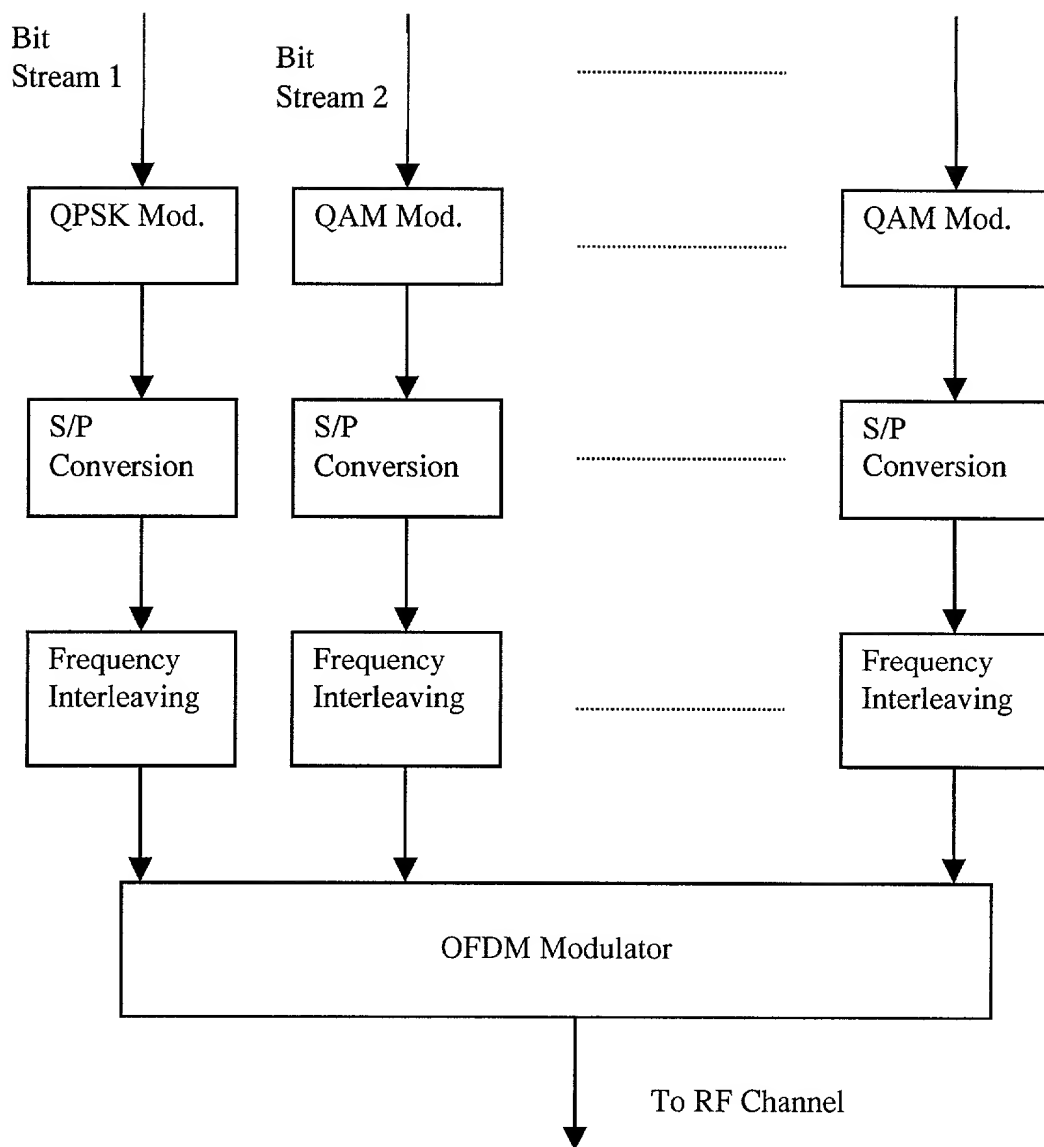 Bit
Stream 1
Bit
Stream 2
QPSK Mod.
QAM Mod.
QAM Mod.
S/P
Conversion
S/P
Conversion
S/P
Conversion
Frequency
Interleaving
Frequency
Interleaving
Frequency
Interleaving
OFDM Modulator
To RF Channel